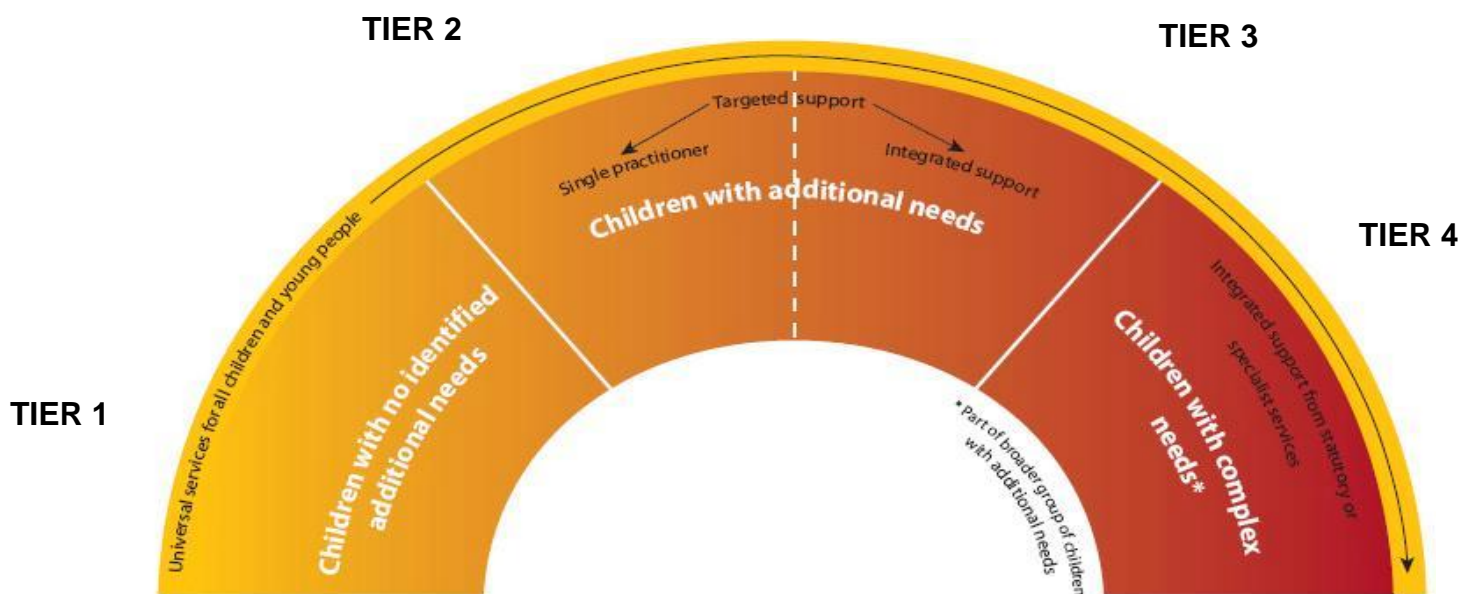 TIER 1
TIER 2
TIER 3
TIER 4
Universal services for all children and young people
Children with no identified
additional needs
Targeted support
Single practitioner
Integrated support
Children with additional needs
Children with complex
needs*
Integrated support from statutory or
specialist services
* Part of broader group of children
with additional needs